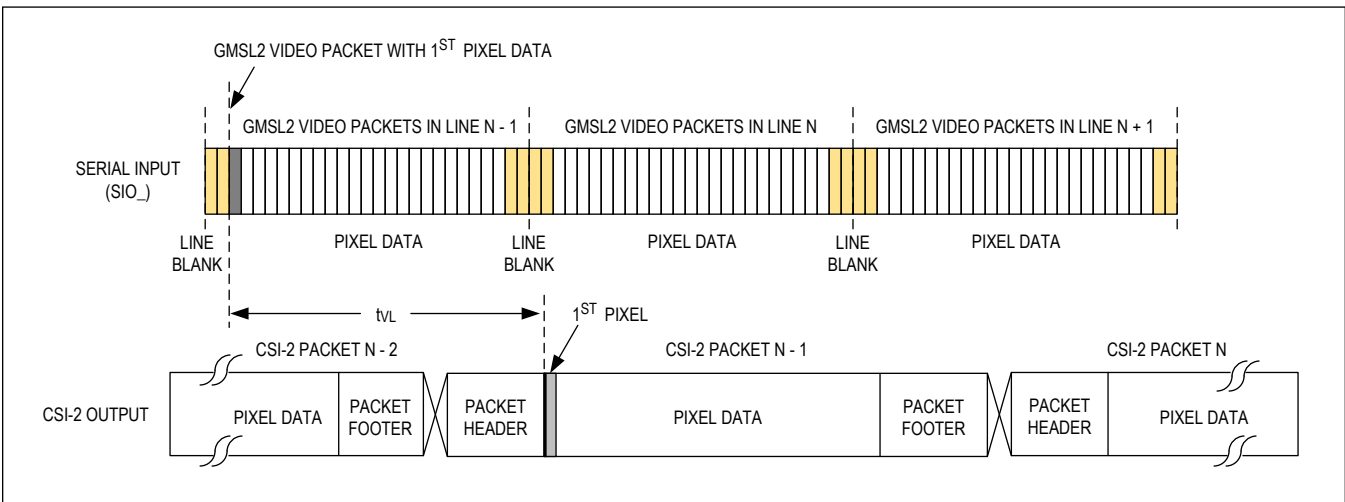 GMSL2 VIDEO PACKET WITH 1ST PIXEL DATA
GMSL2 VIDEO PACKETS IN LINE N - 1
GMSL2 VIDEO PACKETS IN LINE N
GMSL2 VIDEO PACKETS IN LINE N + 1
SERIAL INPUT
(SIO_)
LINE
BLANK
PIXEL DATA
LINE
BLANK
PIXEL DATA
LINE
BLANK
PIXEL DATA
tVL
1ST PIXEL
CSI-2 PACKET N - 2
CSI-2 PACKET N - 1
CSI-2 PACKET N
CSI-2 OUTPUT
PIXEL DATA
PACKET
FOOTER
PACKET
HEADER
PIXEL DATA
PACKET
FOOTER
PACKET
HEADER
PIXEL DATA